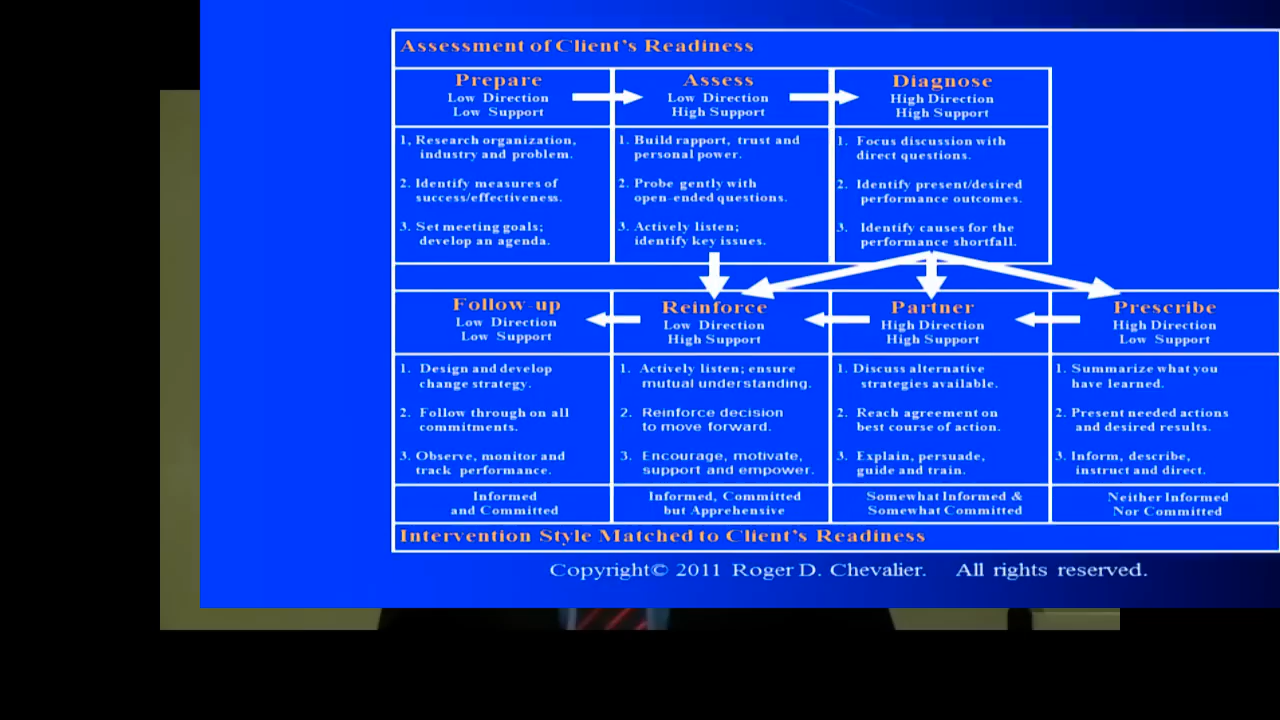 Assessment of Client's Readiness
Prepare
Low Direction
Low Support
Assess
Low Direction
High Support
Diagnose
High Direction
High Support
1, Research organization,
industry and problem.
2. Identify measures of
success/effectiveness.
3. Set meeting goals;
develop an agenda.
1. Build rapport, trust and
personal power.
2. Probe gently with
open-ended questions.
3. Actively listen;
identify key issues.
1. Focus discussion with
direct questions.
2. Identify present/desired
performance outcomes.
3. Identify causes for the
performance shortfall.
Follow-up
Low Direction
Low Support
Reinforce
Low Direction
High Support
Partner
High Direction
High Support
Prescribe
High Direction
Low Support
1. Design and develop
change strategy.
2. Follow through on all
commitments.
3. Observe, monitor and
track performance.
1. Actively listen; ensure
mutual understanding.
2. Reinforce decision
to move forward.
3. Encourage, motivate,
support and empower.
1. Discuss alternative
strategies available.
2. Reach agreement on
best course of action.
3. Explain, persuade,
guide and train.
1. Summarize what you
have learned.
2. Present needed actions
and desired results.
3. Inform, describe,
instruct and direct.
Informed
and Committed
Informed, Committed
but Apprehensive
Somewhat Informed &
Somewhat Committed
Neither Informed
Nor Committed
Intervention Style Matched to Client's Readiness
Copyright© 2011 Roger D. Chevalier. All rights reserved.